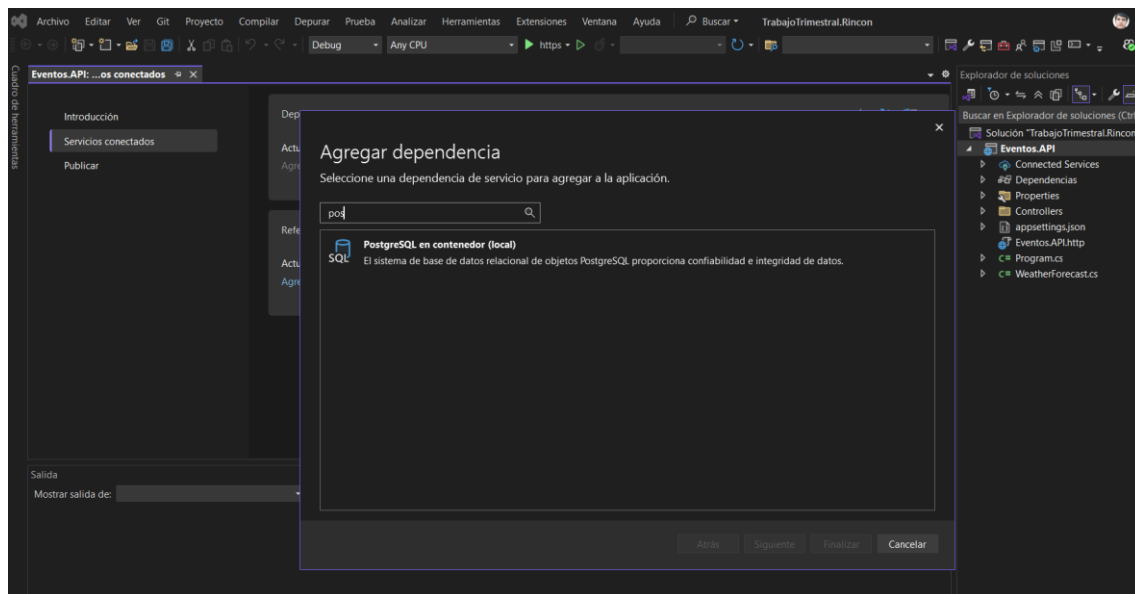 Archivo Editar Ver Git Proyecto Compilar Depurar Prueba Analizar Herramientas Extensiones Ventana Ayuda Buscar TrabajoTrimestral.Rincon
Debug Any CPU https
Cuadro de herramientas
Eventos.API: ...os conectados
Introducción
Servicios conectados
Publicar
Dep
Actu
Agre
Refe
Actu
Agre
Agregar dependencia
Seleccione una dependencia de servicio para agregar a la aplicación.
pos
SQL
PostgreSQL en contenedor (local)
El sistema de base de datos relacional de objetos PostgreSQL proporciona confiabilidad e integridad de datos.
Atrás Siguiente Finalizar Cancelar
Salida
Mostrar salida de:
Explorador de soluciones
Buscar en Explorador de soluciones (Ctrl
Solución "TrabajoTrimestral.Rincon
Eventos.API
Connected Services
Dependencias
Properties
Controllers
appsettings.json
Eventos.API.http
C# Program.cs
C# WeatherForecast.cs